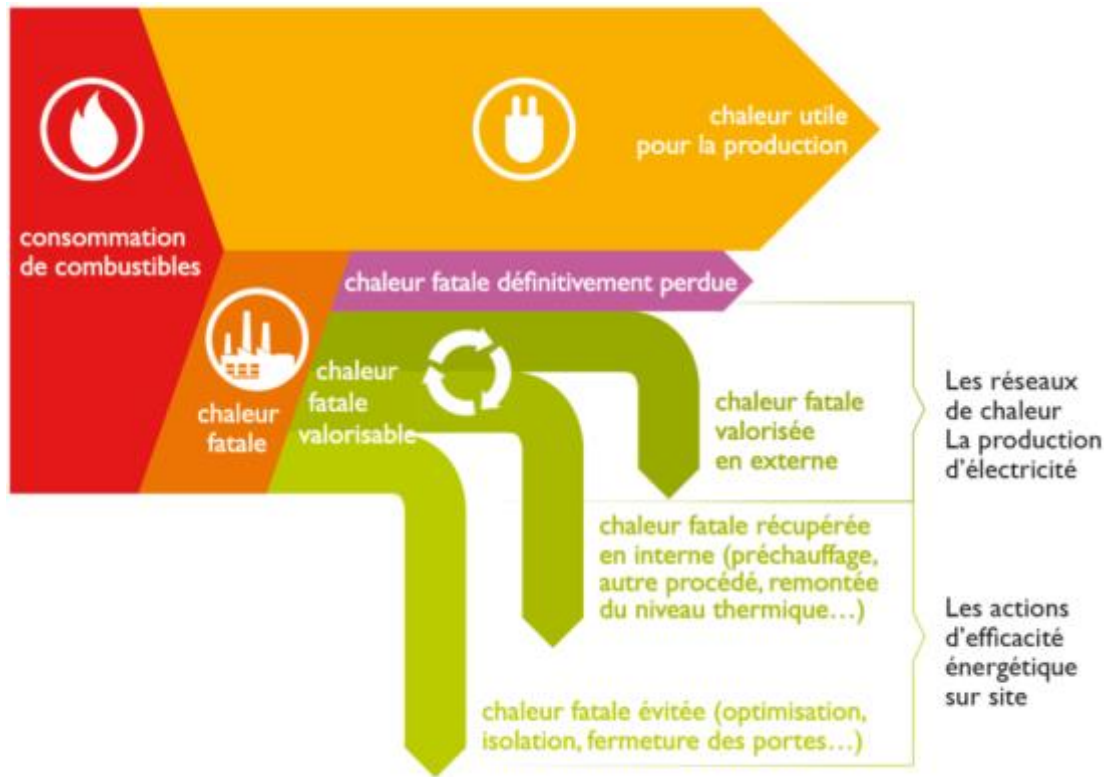 chaleur utile
pour la production
consommation
de combustibles
chaleur fatale définitivement perdue
chaleur
fatale
chaleur
fatale
valorisable
chaleur fatale
valorisée
en externe
Les réseaux
de chaleur
La production
d'électricité
chaleur fatale récupérée
en interne (préchauffage,
autre procédé, remontée
du niveau thermique...)
Les actions
d'efficacité
énergétique
sur site
chaleur fatale évitée (optimisation,
isolation, fermeture des portes...)